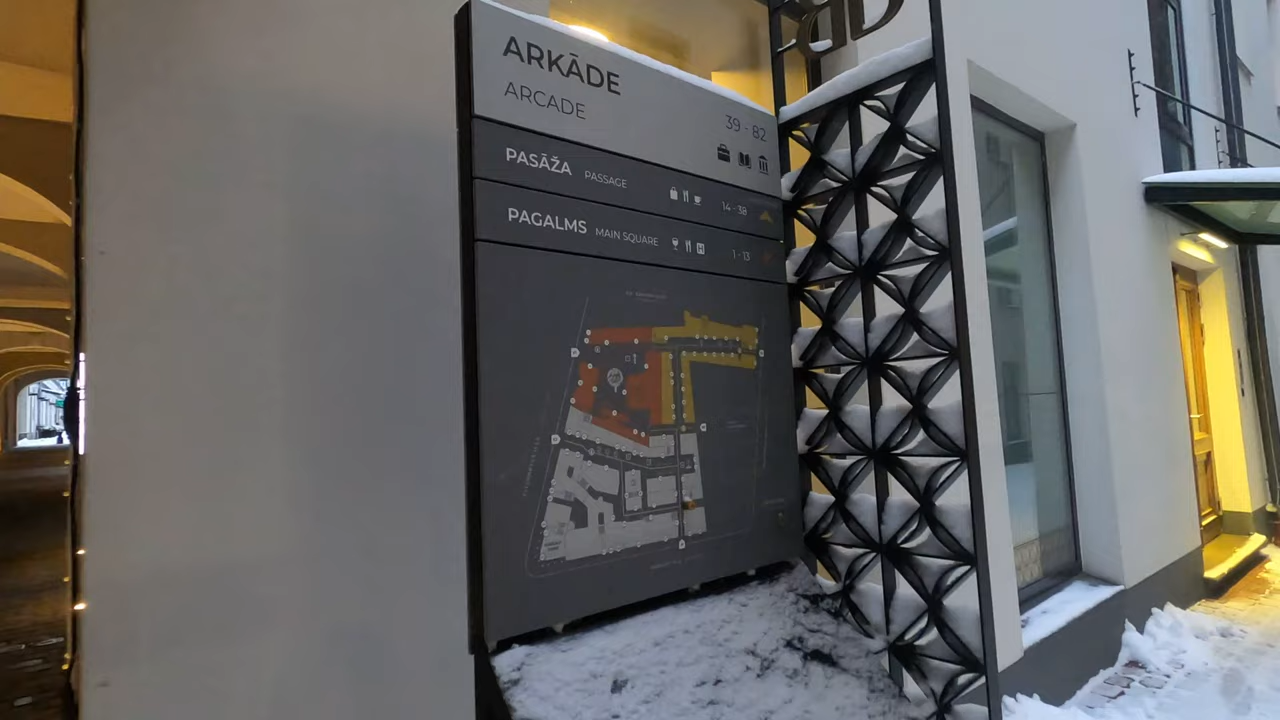 ARKĀDE
ARCADE
39 - 82
PASĀŽA PASSAGE 14 - 38
PAGALMS MAIN SQUARE 1 - 13